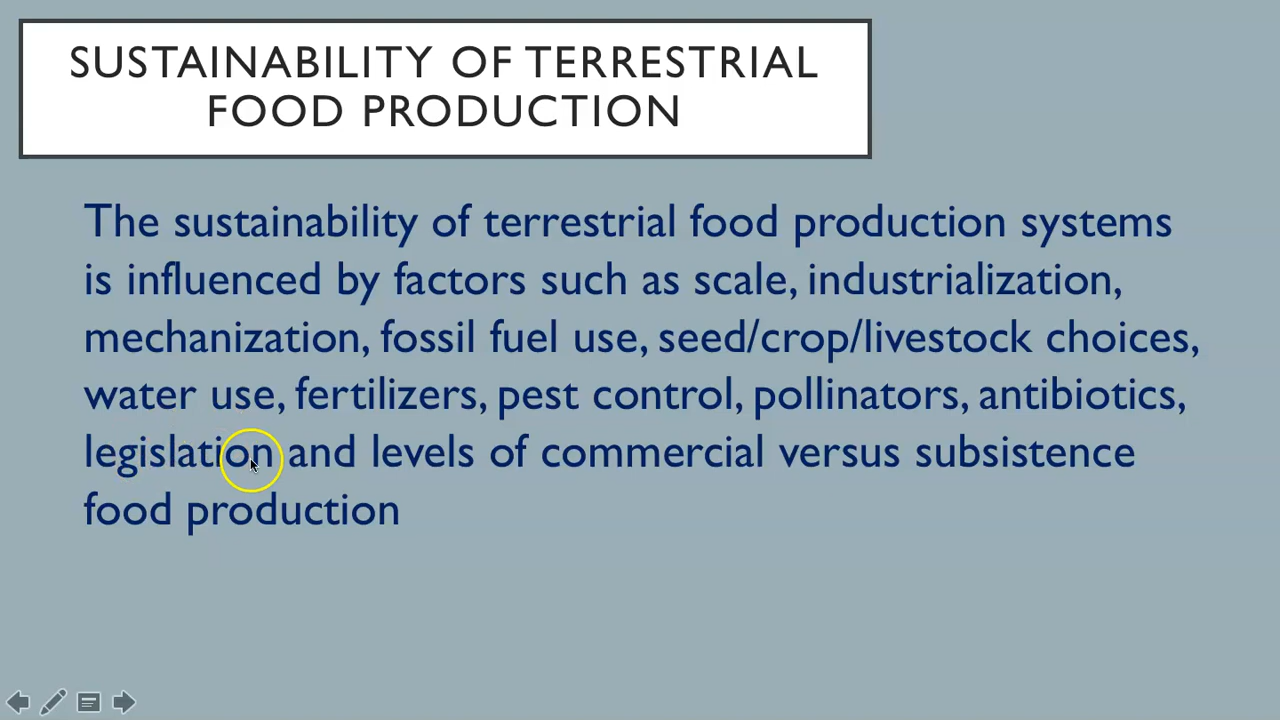 SUSTAINABILITY OF TERRESTRIAL
FOOD PRODUCTION
The sustainability of terrestrial food production systems
is influenced by factors such as scale, industrialization,
mechanization, fossil fuel use, seed/crop/livestock choices,
water use, fertilizers, pest control, pollinators, antibiotics,
legislation and levels of commercial versus subsistence
food production